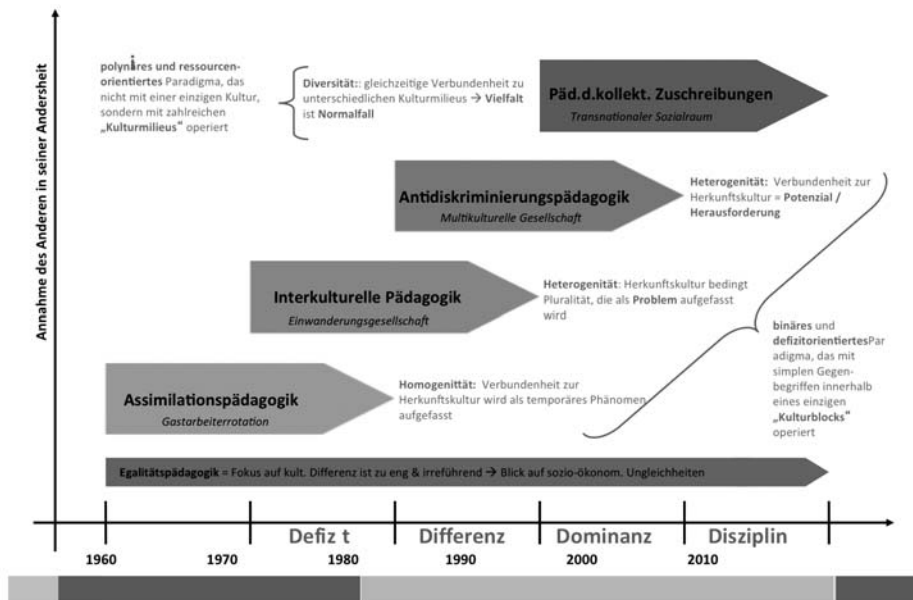 Annahme des Anderen in seiner Andersheit
polynäres und ressourcen-
orientiertes Paradigma, das
nicht mit einer einzigen Kultur,
sondern mit zahlreichen
„Kulturmilieus“ operiert
Diversität:: gleichzeitige Verbundenheit zu
unterschiedlichen Kulturmilieus → Vielfalt
ist Normalfall
Päd.d.kollekt. Zuschreibungen
Transnationaler Sozialraum
Antidiskriminierungspädagogik
Multikulturelle Gesellschaft
Heterogenität: Verbundenheit zur
Herkunftskultur = Potenzial /
Herausforderung
Interkulturelle Pädagogik
Einwanderungsgesellschaft
Heterogenität: Herkunftskultur bedingt
Pluralität, die als Problem aufgefasst
wird
binäres und
defizitorientiertesPar
adigma, das mit
simplen Gegen-
begriffen innerhalb
eines einzigen
„Kulturblocks“
operiert
Assimilationspädagogik
Gastarbeiterrotation
Homogenittät: Verbundenheit zur
Herkunftskultur wird als temporäres Phänomen
aufgefasst
Egalitätspädagogik = Fokus auf kult. Differenz ist zu eng & irreführend → Blick auf sozio-ökonom. Ungleichheiten
Defiz t Differenz Dominanz Disziplin
1960 1970 1980 1990 2000 2010